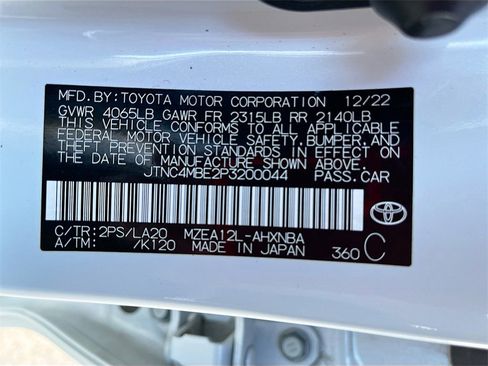 MFD.BY:TOYOTA MOTOR CORPORATION 12/22
GVWR 4065LB GAWR FR 2315LB RR 2140LB
THIS VEHICLE CONFORMS TO ALL APPLICABLE
FEDERAL MOTOR VEHICLE SAFETY,BUMPER,AND
THEFT PREVENTION STANDARDS IN EFFECT ON
THE DATE OF MANUFACTURE SHOWN ABOVE.
JTNC4MBE2P3200044 PASS.CAR
C/TR:2PS/LA20 MZEA12L-AHXNBA
A/TM: /K120 MADE IN JAPAN 360 C